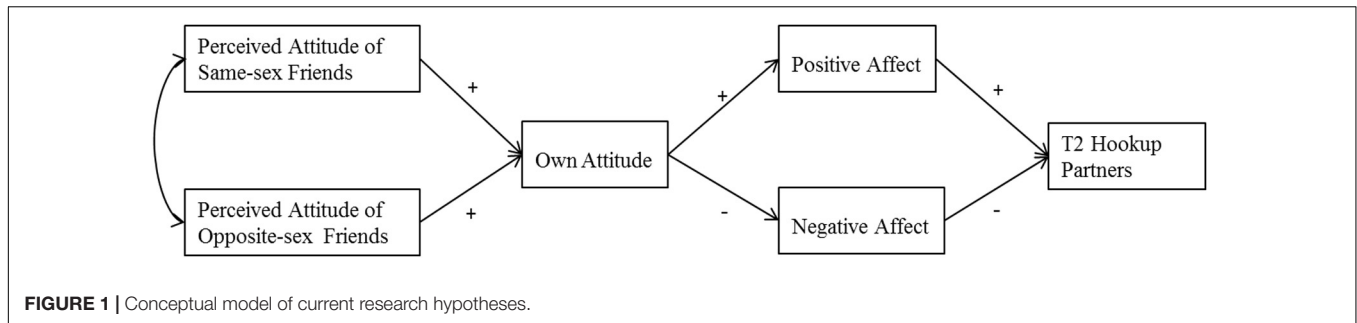 Perceived Attitude of
Same-sex Friends
+
Perceived Attitude of
Opposite-sex Friends
+
Own Attitude
+
-
Positive Affect
+
Negative Affect
-
T2 Hookup
Partners
FIGURE 1 | Conceptual model of current research hypotheses.